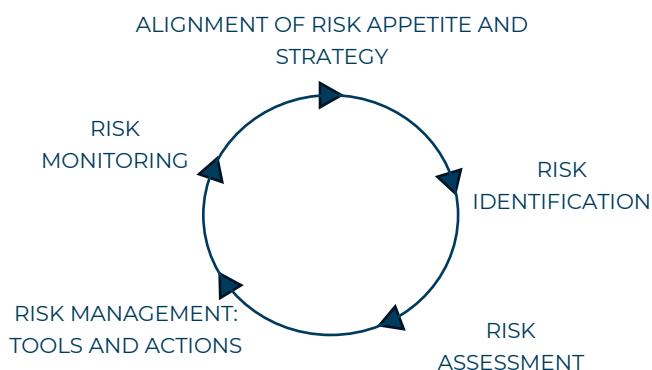 ALIGNMENT OF RISK APPETITE AND
STRATEGY
RISK
IDENTIFICATION
RISK
ASSESSMENT
RISK MANAGEMENT:
TOOLS AND ACTIONS
RISK
MONITORING